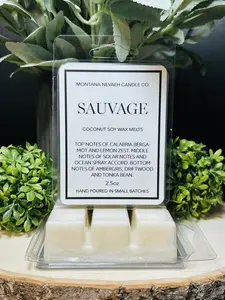 MONTANA NEVAEH CANDLE CO.
SAUVAGE
COCONUT SOY WAX MELTS
TOP NOTES OF CALABRIA BERGA-
MOT AND LEMON ZEST. MIDDLE
NOTES OF SOLAR NOTES AND
OCEAN SPRAY ACCORD. BOTTOM
NOTES OF AMBERGRIS, DRIFTWOOD
AND TONKA BEAN.
2.5oz
HAND POURED IN SMALL BATCHES